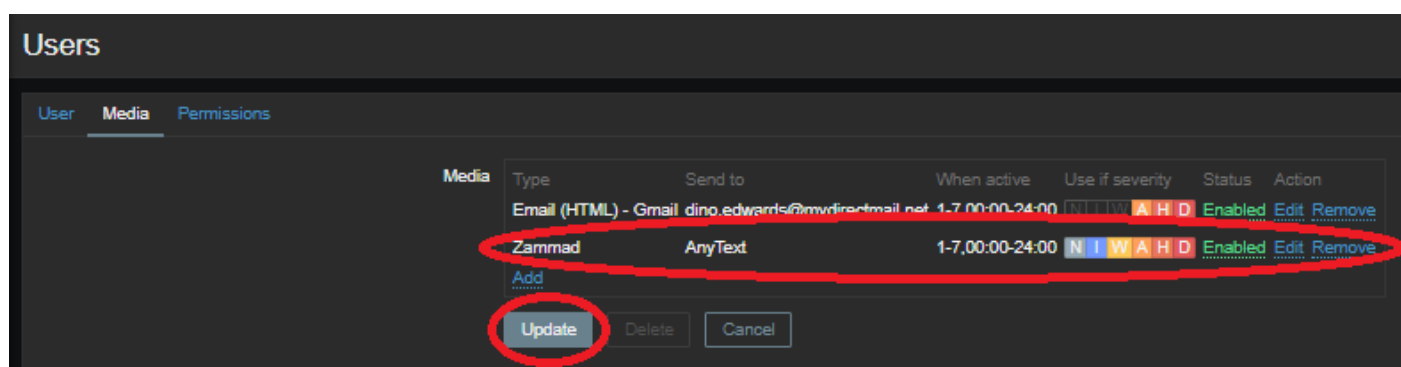 Users
User Media Permissions
Media Type Send to When active Use if severity Status Action
Email (HTML) - Gmail dino.edwards@mydirectmail.net 1-7,00:00-24:00 N I W A H D Enabled Edit Remove
Zammad AnyText 1-7,00:00-24:00 N I W A H D Enabled Edit Remove
Add
Update Delete Cancel